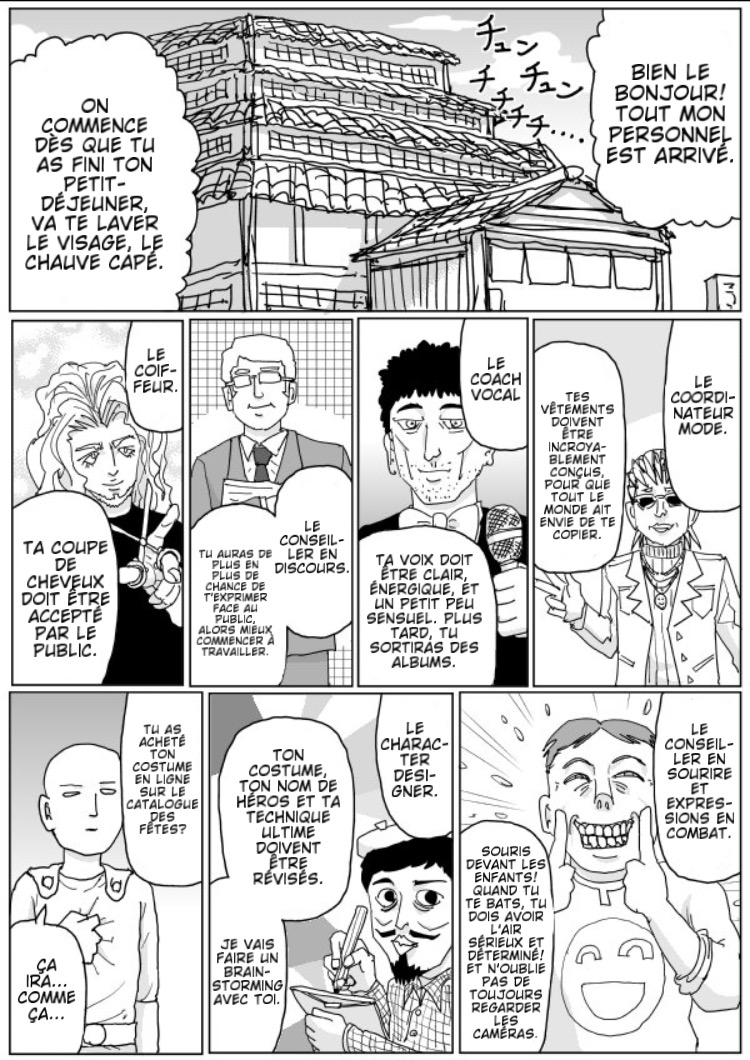 BIEN LE
BONJOUR!
TOUT MON
PERSONNEL
EST ARRIVÉ.
チュン
チュン
チチチチ....
ON
COMMENCE
DÈS QUE TU
AS FINI TON
PETIT-
DÉJEUNER,
VA TE LAVER
LE VISAGE, LE
CHAUVE CAPÉ.
LE
COORDI-
NATEUR
MODE.
TES
VÊTEMENTS
DOIVENT
ÊTRE
INCROYA-
BLEMENT
CONÇUS,
POUR QUE
TOUT LE
MONDE AIT
ENVIE DE TE
COPIER.
LE
COACH
VOCAL
TA VOIX DOIT
ÊTRE CLAIR,
ÉNERGIQUE, ET
UN PETIT PEU
SENSUEL. PLUS
TARD, TU
SORTIRAS DES
ALBUMS.
LE
CONSEIL-
LER EN
DISCOURS.
TU AURAS DE
PLUS EN
PLUS DE
CHANCE DE
T'EXPRIMER
FACE AU
PUBLIC,
ALORS MIEUX
COMMENCER À
TRAVAILLER.
LE
COIF-
FEUR.
TA COUPE
DE
CHEVEUX
DOIT ÊTRE
ACCEPTÉ
PAR LE
PUBLIC.
LE
CONSEIL-
LER EN
SOURIRE
ET
EXPRES-
SIONS EN
COMBAT.
SOURIS
DEVANT LES
ENFANTS!
QUAND TU
TE BATS, TU
DOIS AVOIR
L'AIR
SÉRIEUX ET
DÉTERMINÉ!
ET N'OUBLIE
PAS DE
TOUJOURS
REGARDER
LES
CAMÉRAS.
LE
CHARAC-
TER
DESI-
GNER.
TON
COSTUME,
TON NOM DE
HÉROS ET TA
TECHNIQUE
ULTIME
DOIVENT
ÊTRE
RÉVISÉS.
JE VAIS
FAIRE UN
BRAIN-
STORMING
AVEC TOI.
TU AS
ACHETÉ
TON
COSTUME
EN LIGNE
SUR LE
CATALOGUE
DES
FÊTES?
ÇA
IRA...
COMME
ÇA...